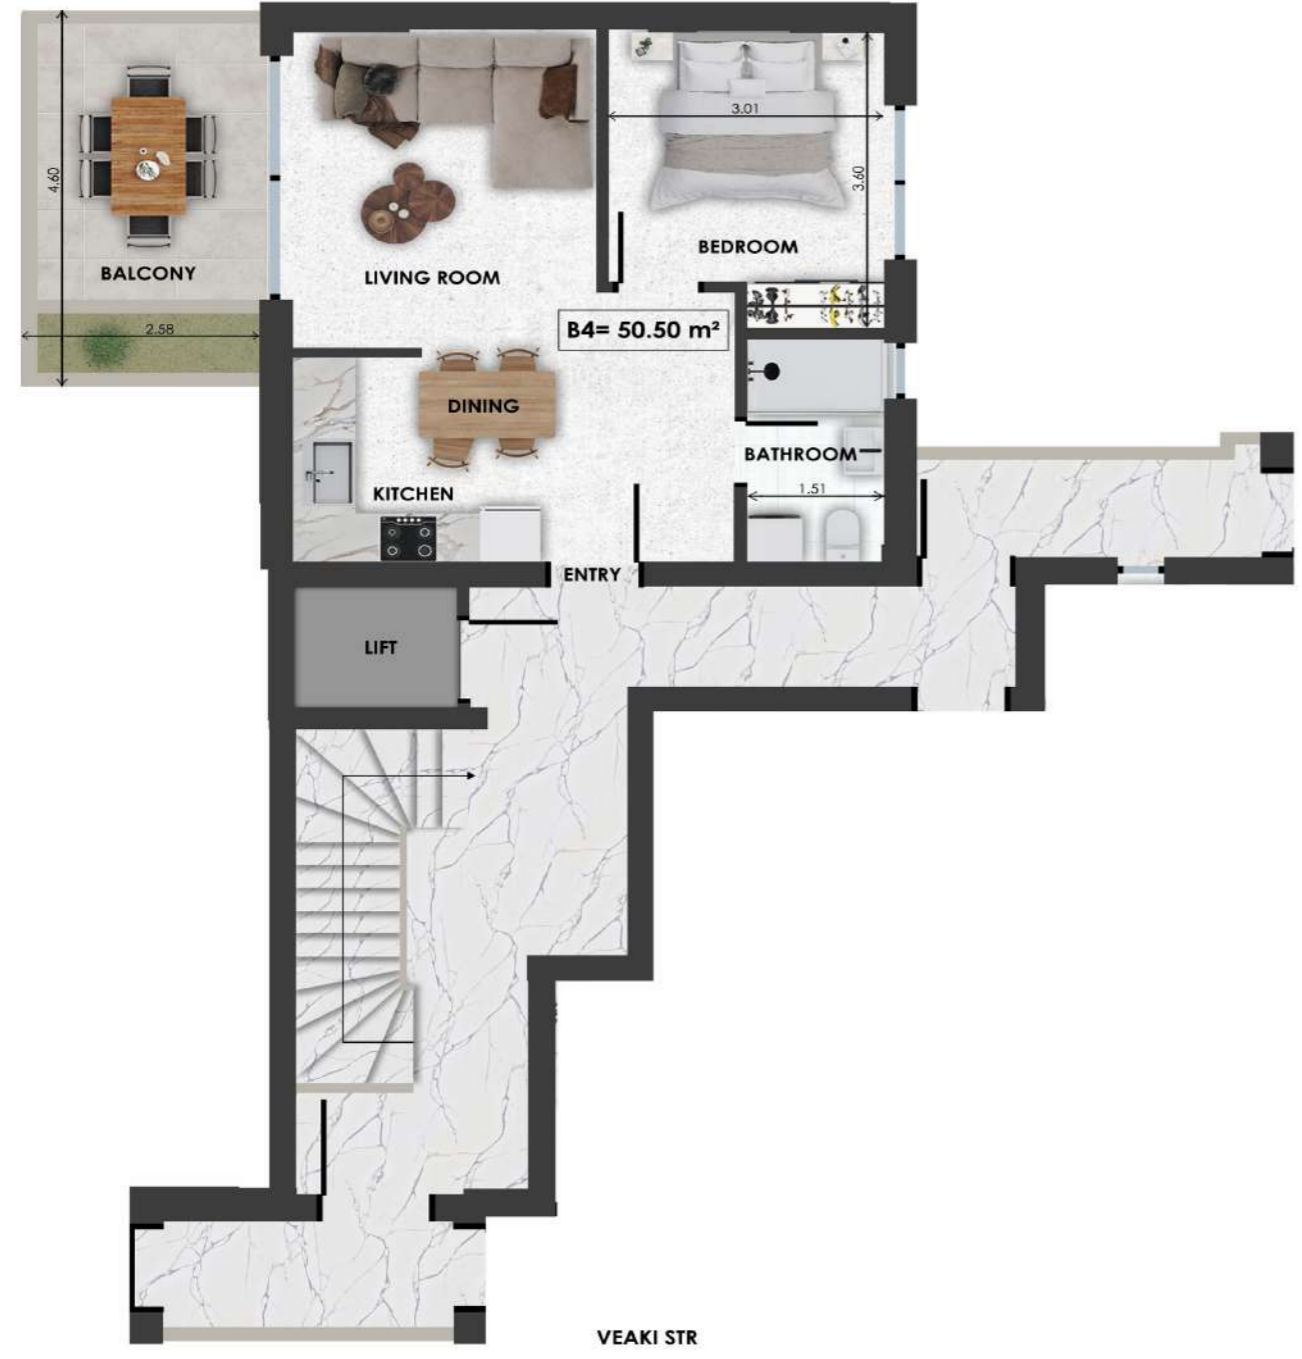 3.01
4.60
3.60
BEDROOM
BALCONY
LIVING ROOM
2.58
B4= 50.50 m²
DINING
BATHROOM
KITCHEN
1.51
ENTRY
LIFT
VEAKI STR